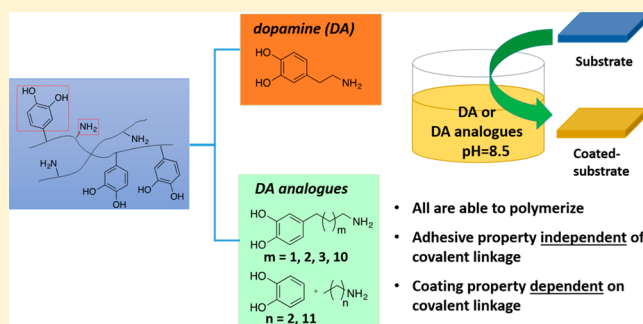 HO
OH
NH2
NH2
H2N
HO
OH
HO
OH
dopamine (DA)
HO
HO
NH2
DA analogues
HO
HO
( )m
NH2
m = 1, 2, 3, 10
HO
HO
+
( )n
NH2
n = 2, 11
Substrate
DA or
DA analogues
pH=8.5
Coated-
substrate
• All are able to polymerize
• Adhesive property independent of
covalent linkage
• Coating property dependent on
covalent linkage